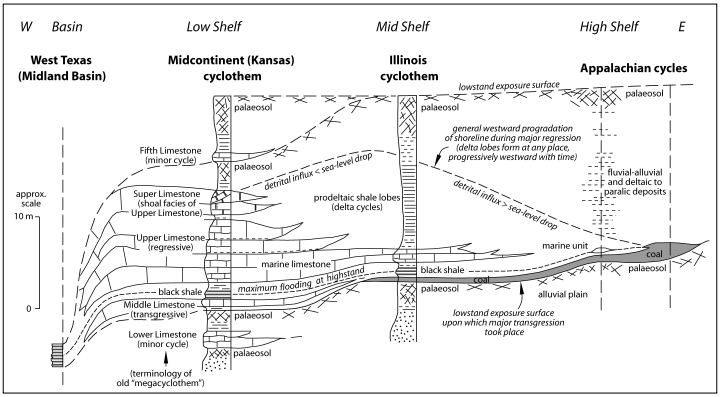 W Basin Low Shelf Mid Shelf High Shelf E
West Texas
(Midland Basin)
Midcontinent (Kansas)
cyclothem
Illinois
cyclothem
Appalachian cycles
lowstand exposure surface
palaeosol
palaeosol
palaeosol
general westward progradation
of shoreline during major regression
(delta lobes form at any place,
progressively westward with time)
Fifth Limestone
(minor cycle)
palaeosol
detrital influx < sea-level drop
detrital influx > sea-level drop
fluvial-alluvial
and deltaic to
paralic deposits
approx.
scale
10 m
0
Super Limestone
(shoal facies of
Upper Limestone)
prodeltaic shale lobes
(delta cycles)
Upper Limestone
(regressive)
marine limestone
marine unit
coal
palaeosol
black shale
maximum flooding at highstand
black shale
coal
palaeosol
alluvial plain
Middle Limestone
(transgressive)
palaeosol
lowstand exposure surface
upon which major transgression
took place
Lower Limestone
(minor cycle)
palaeosol
(terminology of
old "megacyclothem")